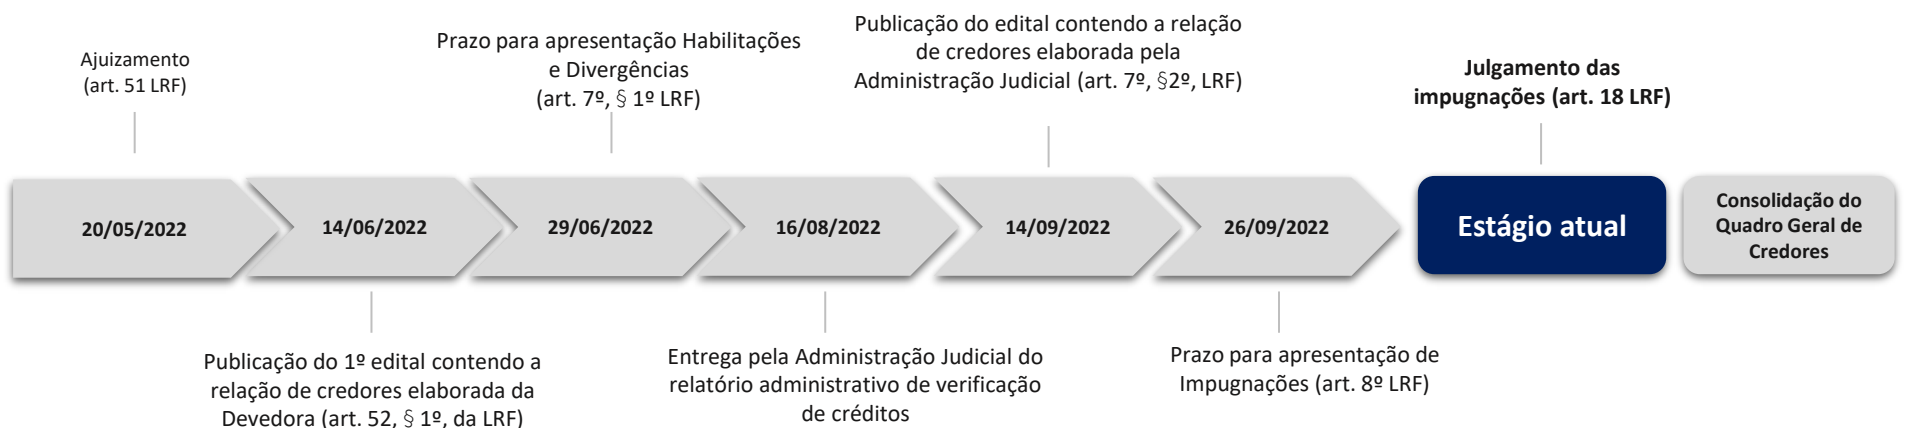 Ajuizamento
(art. 51 LRF)
Prazo para apresentação Habilitações
e Divergências
(art. 7º, § 1º LRF)
Publicação do edital contendo a relação
de credores elaborada pela
Administração Judicial (art. 7º, §2º, LRF)
Julgamento das
impugnações (art. 18 LRF)
20/05/2022
14/06/2022
29/06/2022
16/08/2022
14/09/2022
26/09/2022
Estágio atual
Consolidação do
Quadro Geral de
Credores
Publicação do 1º edital contendo a
relação de credores elaborada da
Devedora (art. 52, § 1º, da LRF)
Entrega pela Administração Judicial do
relatório administrativo de verificação
de créditos
Prazo para apresentação de
Impugnações (art. 8º LRF)